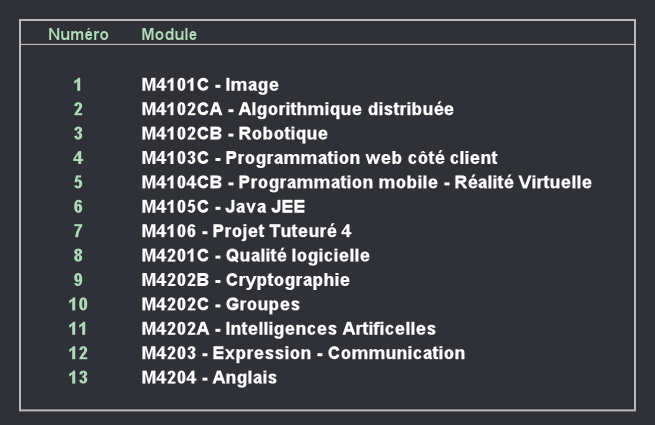 Numéro Module
1 M4101C - Image
2 M4102CA - Algorithmique distribuée
3 M4102CB - Robotique
4 M4103C - Programmation web côté client
5 M4104CB - Programmation mobile - Réalité Virtuelle
6 M4105C - Java JEE
7 M4106 - Projet Tuteuré 4
8 M4201C - Qualité logicielle
9 M4202B - Cryptographie
10 M4202C - Groupes
11 M4202A - Intelligences Artificelles
12 M4203 - Expression - Communication
13 M4204 - Anglais